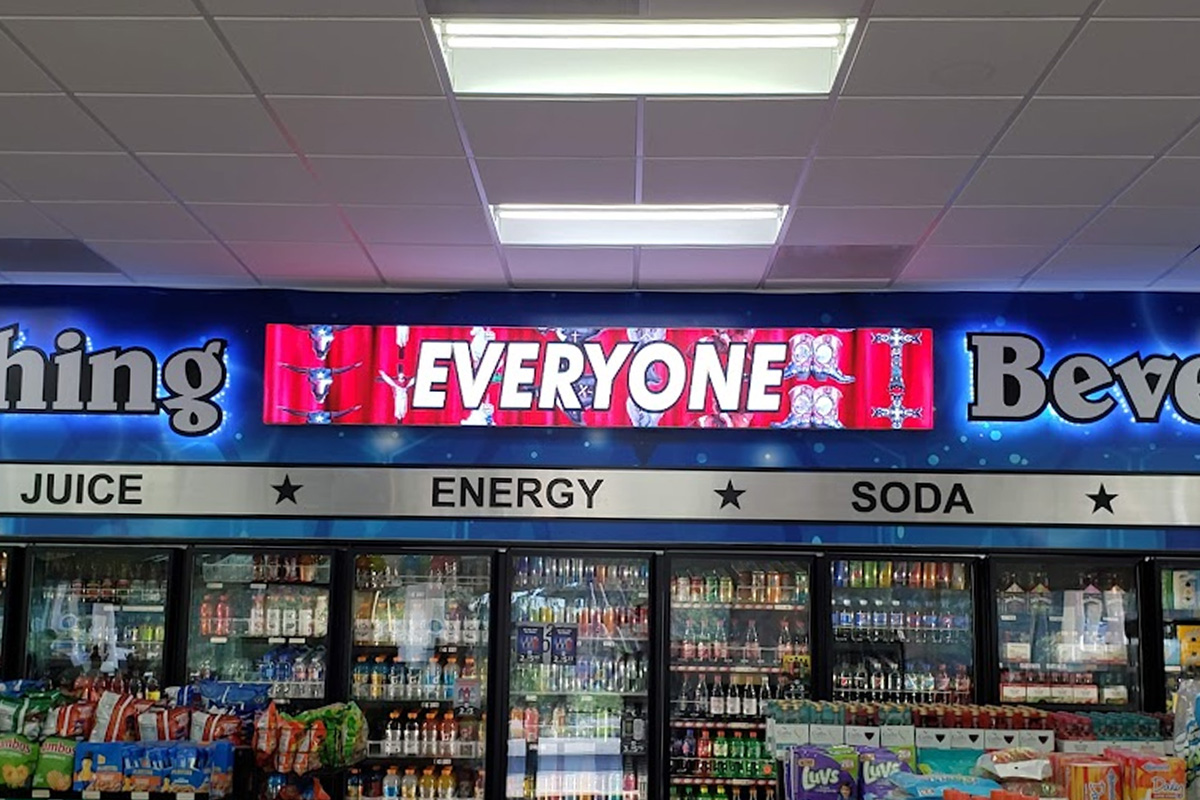 hing
EVERYONE
Beve
JUICE ★ ENERGY ★ SODA ★
Luvs Luvs